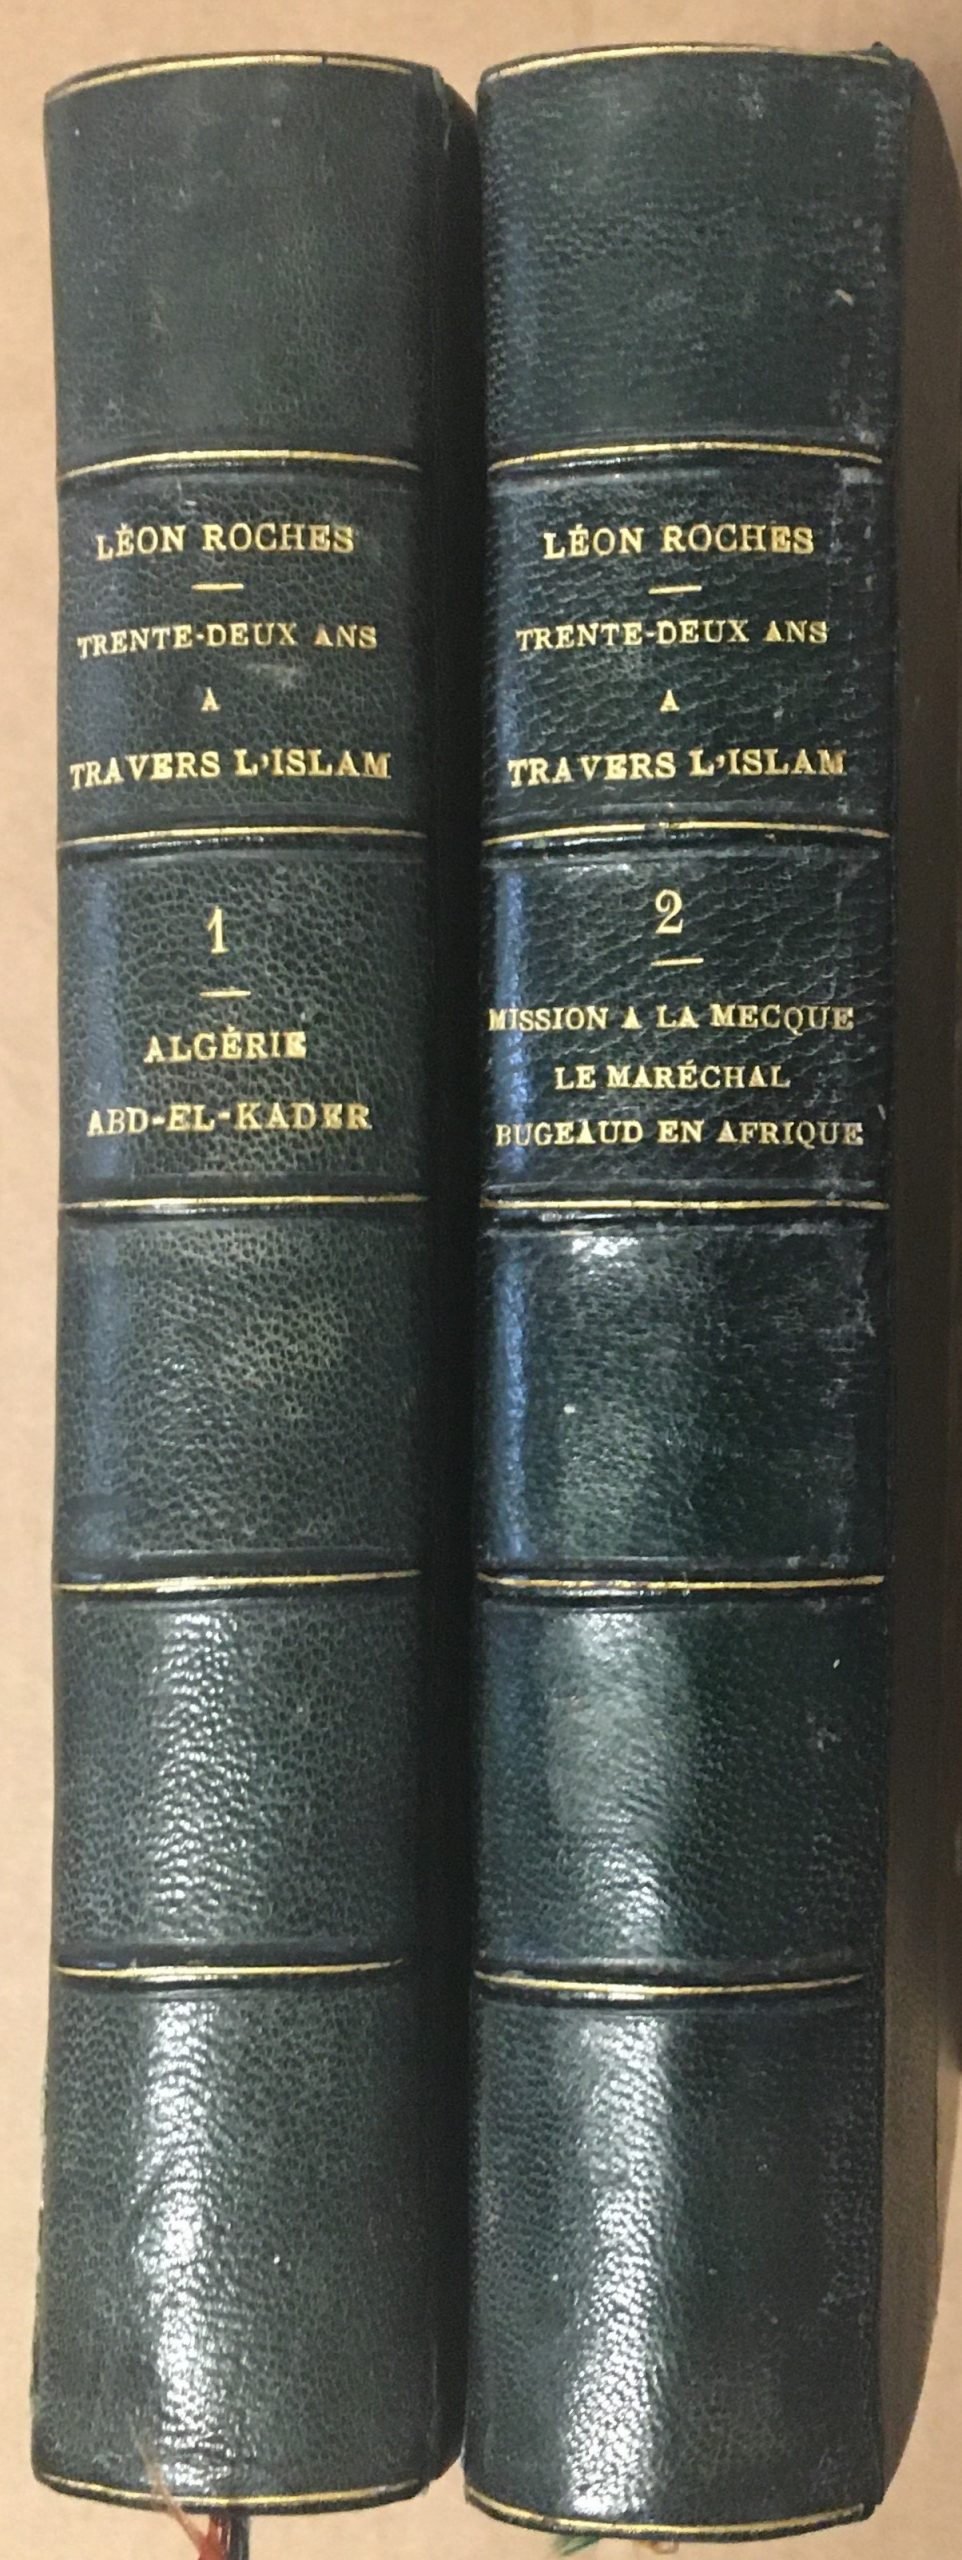 LÉON ROCHES
TRENTE-DEUX ANS
A
TRAVERS L'ISLAM
1
ALGÉRIE
ABD-EL-KADER
LÉON ROCHES
TRENTE-DEUX ANS
A
TRAVERS L'ISLAM
2
MISSION A LA MECQUE
LE MARÉCHAL
BUGEAUD EN AFRIQUE